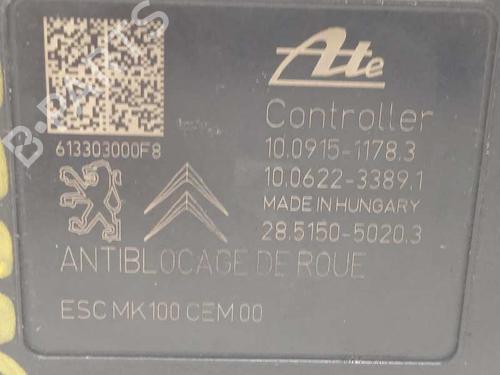 Ate
Controller
613303000F8
10.0915-1178.3
10.0622-3389.1
MADE IN HUNGARY
28.5150-5020.3
ANTIBLOCAGE DE ROUE
ESC MK100 CEM 00
B-PARTS